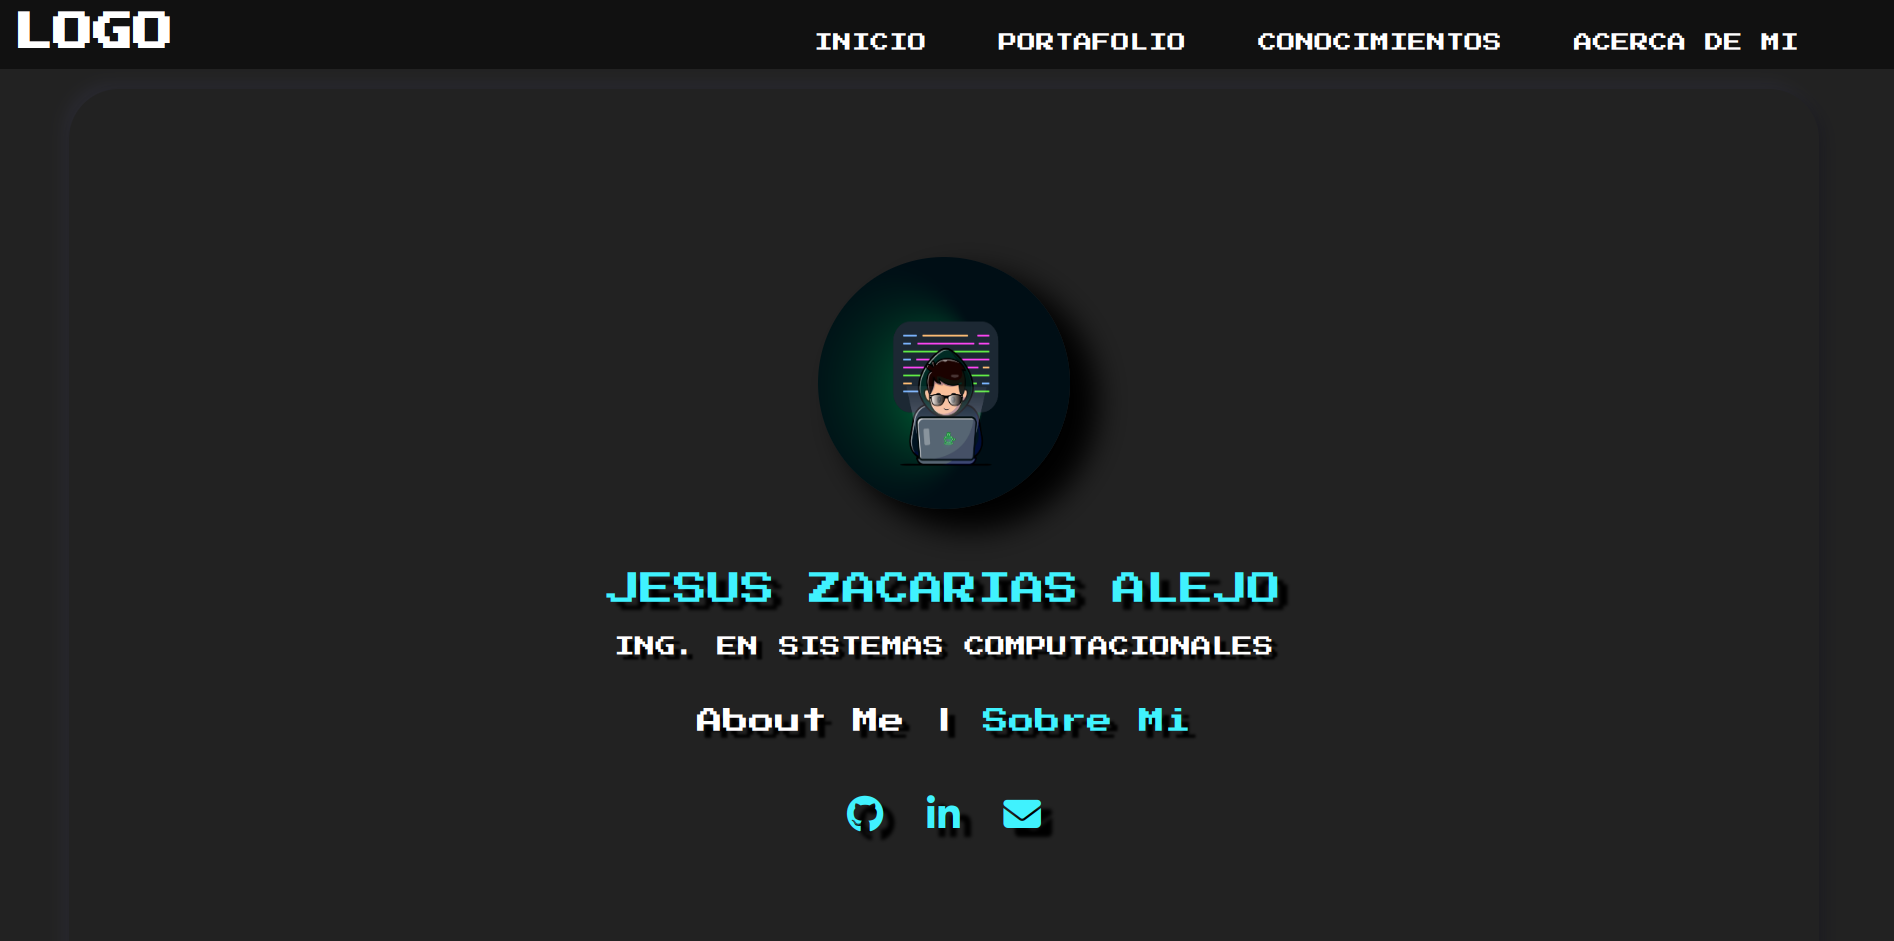 LOGO
INICIO PORTAFOLIO CONOCIMIENTOS ACERCA DE MI
JESUS ZACARIAS ALEJO
ING. EN SISTEMAS COMPUTACIONALES
About Me | Sobre Mi
in